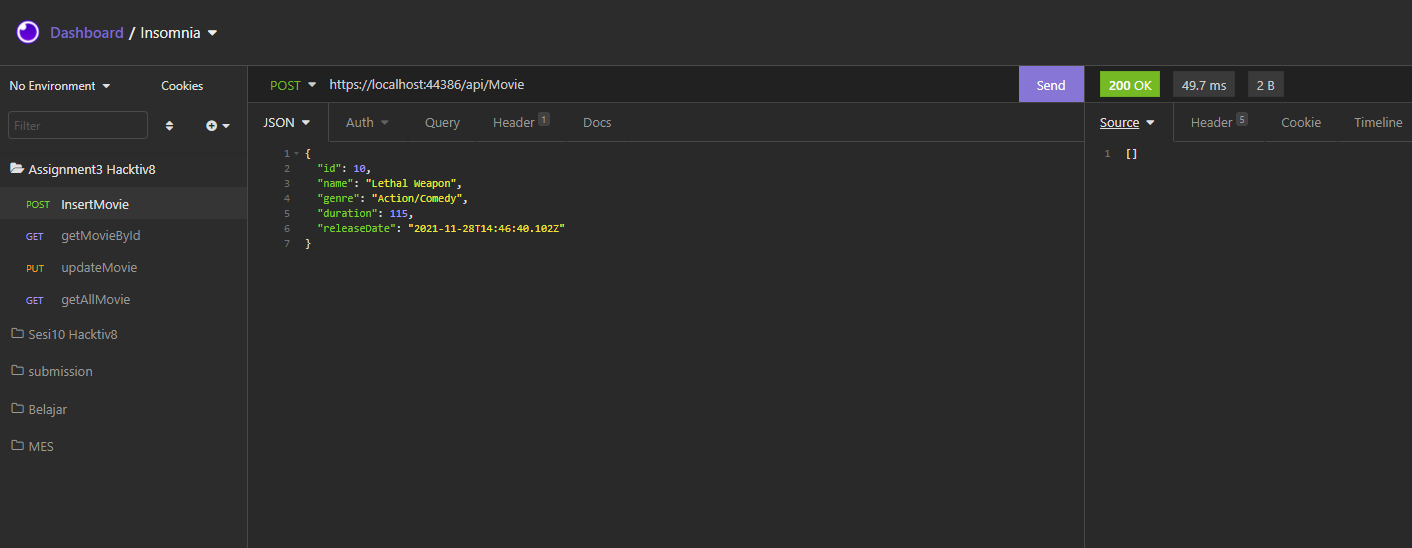 Dashboard / Insomnia
No Environment
Cookies
Filter
Assignment3 Hacktiv8
POST InsertMovie
GET getMovieById
PUT updateMovie
GET getAllMovie
Sesi10 Hacktiv8
submission
Belajar
MES
POST https://localhost:44386/api/Movie Send
JSON Auth Query Header 1 Docs
1 {
2 "id": 10,
3 "name": "Lethal Weapon",
4 "genre": "Action/Comedy",
5 "duration": 115,
6 "releaseDate": "2021-11-28T14:46:40.102Z"
7 }
200 OK 49.7 ms 2 B
Source Header 5 Cookie Timeline
1 []